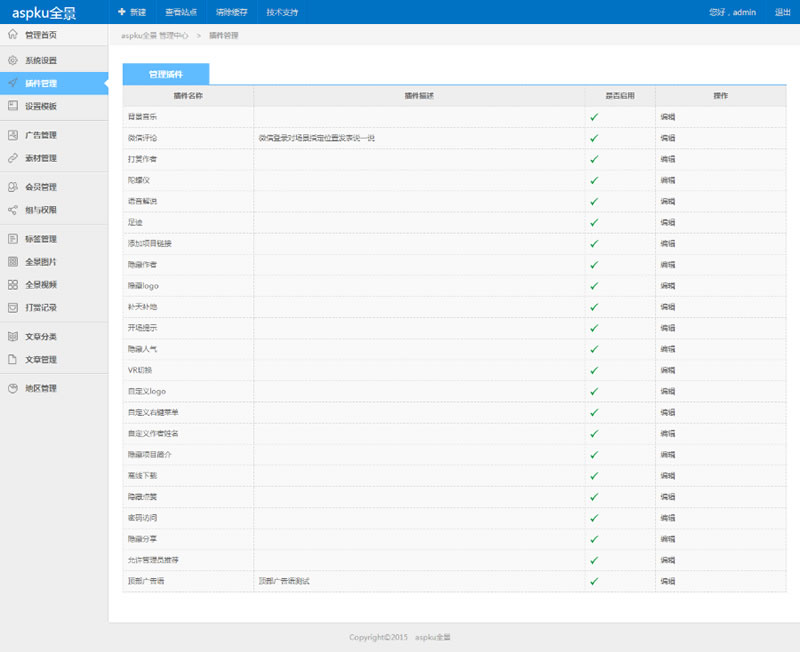 aspku全景
新建 查看站点 清除缓存 技术支持 您好，admin 退出
管理首页
系统设置
插件管理
设置模板
广告管理
素材管理
会员管理
组与权限
标签管理
全景图片
全景视频
打赏记录
文章分类
文章管理
地区管理
aspku全景 管理中心 > 插件管理
管理插件
插件名称 插件描述 是否启用 操作
背景音乐 编辑
微信评论 微信登录对场景指定位置发表说一说 编辑
打赏作者 编辑
陀螺仪 编辑
语音解说 编辑
足迹 编辑
添加项目链接 编辑
隐藏作者 编辑
隐藏logo 编辑
补天补地 编辑
开场提示 编辑
隐藏人气 编辑
VR切换 编辑
自定义logo 编辑
自定义右键菜单 编辑
自定义作者姓名 编辑
隐藏项目简介 编辑
离线下载 编辑
隐藏点赞 编辑
密码访问 编辑
隐藏分享 编辑
允许管理员推荐 编辑
顶部广告语 顶部广告语测试 编辑
Copyright©2015 aspku全景